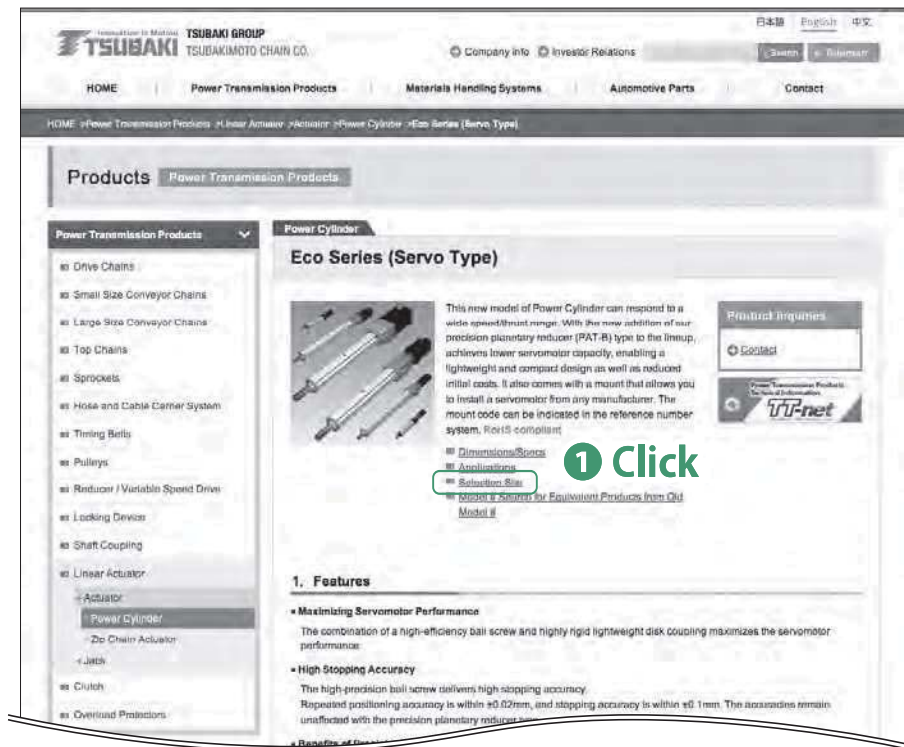 Innovation in Motion
TSUBAKI
TSUBAKI GROUP
TSUBAKIMOTO CHAIN CO.
Company info
Investor Relations
日本語 English 中文
Search
HOME
Power Transmission Products
Materials Handling Systems
Automotive Parts
Contact
HOME >Power Transmission Products >Linear Actuator >Actuator >Power Cylinder >Eco Series (Servo Type)
Products
Power Transmission Products
Power Transmission Products
Drive Chains
Small Size Conveyor Chains
Large Size Conveyor Chains
Top Chains
Sprockets
Hose and Cable Carrier System
Timing Belts
Pulleys
Reducer / Variable Speed Drive
Locking Device
Shaft Coupling
Linear Actuator
Actuator
Power Cylinder
Zip Chain Actuator
Jack
Clutch
Overload Protectors
Power Cylinder
Eco Series (Servo Type)
This new model of Power Cylinder can respond to a
wide speed/thrust range. With the new addition of our
precision planetary reducer (PAT-B) type to the lineup,
achieves lower servomotor capacity, enabling a
lightweight and compact design as well as reduced
initial costs. It also comes with a mount that allows you
to install a servomotor from any manufacturer. The
mount code can be indicated in the reference number
system. RoHS compliant
Dimensions/Specs
Applications
Selection Site
Model # Search for Equivalent Products from Old
Model #
1 Click
Product Inquiries
Contact
Power Transmission Products
Technical Information
TT-net
1. Features
Maximizing Servomotor Performance
The combination of a high-efficiency ball screw and highly rigid lightweight disk coupling maximizes the servomotor
performance.
High Stopping Accuracy
The high-precision ball screw delivers high stopping accuracy.
Repeated positioning accuracy is within ±0.02mm, and stopping accuracy is within ±0.1mm. The accuracies remain
unaffected with the precision planetary reducer type.
Benefits of